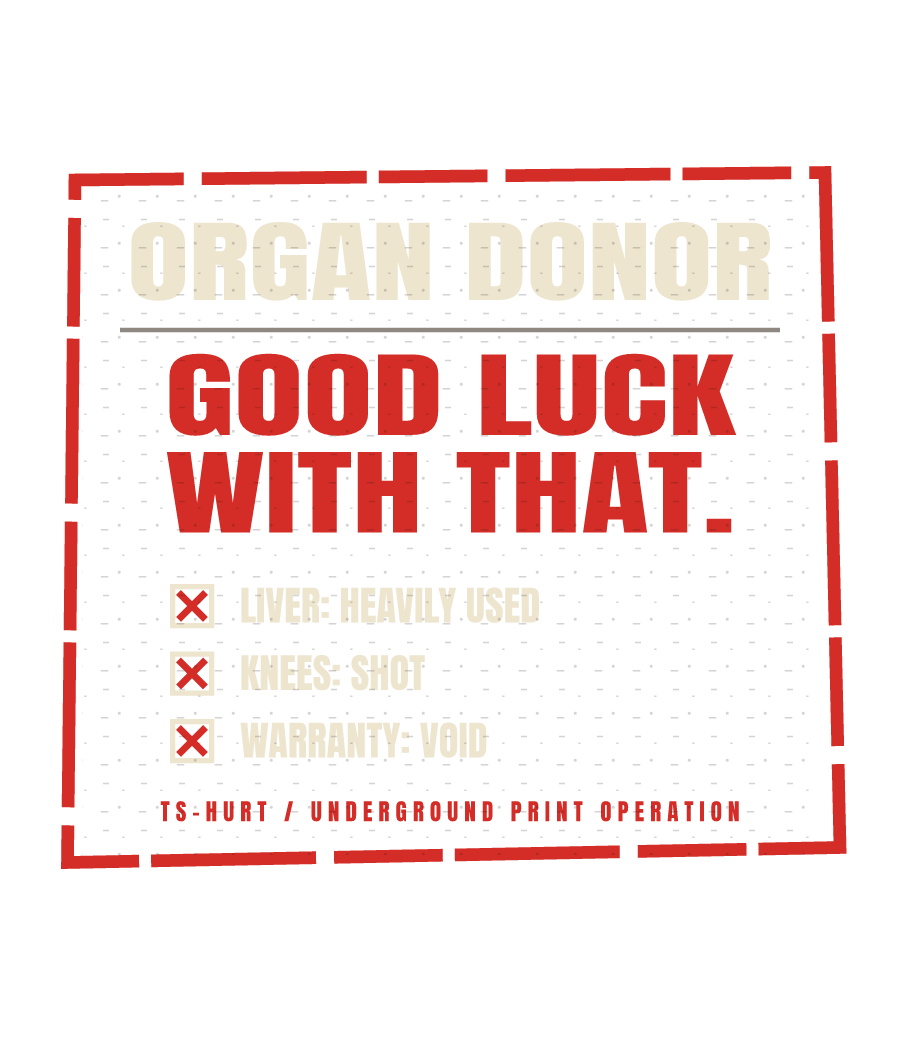 ORGAN DONOR
GOOD LUCK
WITH THAT.
LIVER: HEAVILY USED
KNEES: SHOT
WARRANTY: VOID
TS-HURT / UNDERGROUND PRINT OPERATION